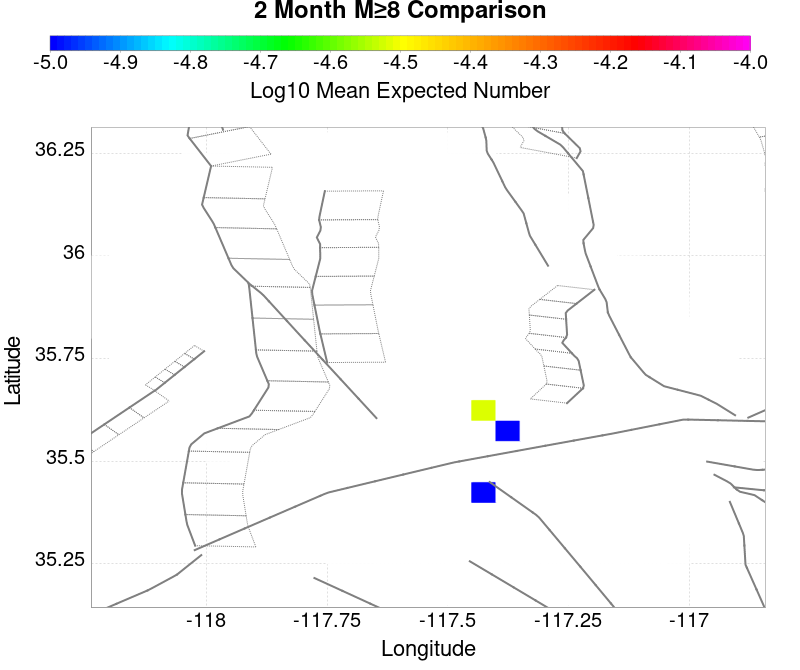 2 Month M≥8 Comparison
-5.0 -4.9 -4.8 -4.7 -4.6 -4.5 -4.4 -4.3 -4.2 -4.1 -4.0
Log10 Mean Expected Number
36.25
36
35.75
35.5
35.25
Latitude
-118 -117.75 -117.5 -117.25 -117
Longitude